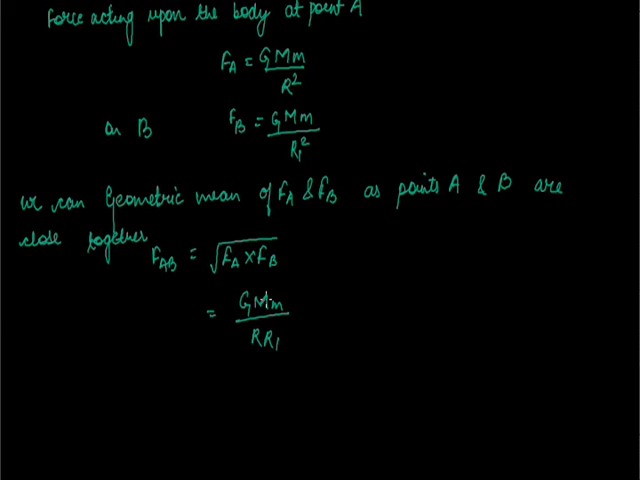 Force acting upon the body at point A
F_A = GMm / R^2
on B F_B = GMm / R_1^2
we can Geometric mean of F_A & F_B as points A & B are
close together F_AB = √(F_A × F_B)
= GMm / RR_1